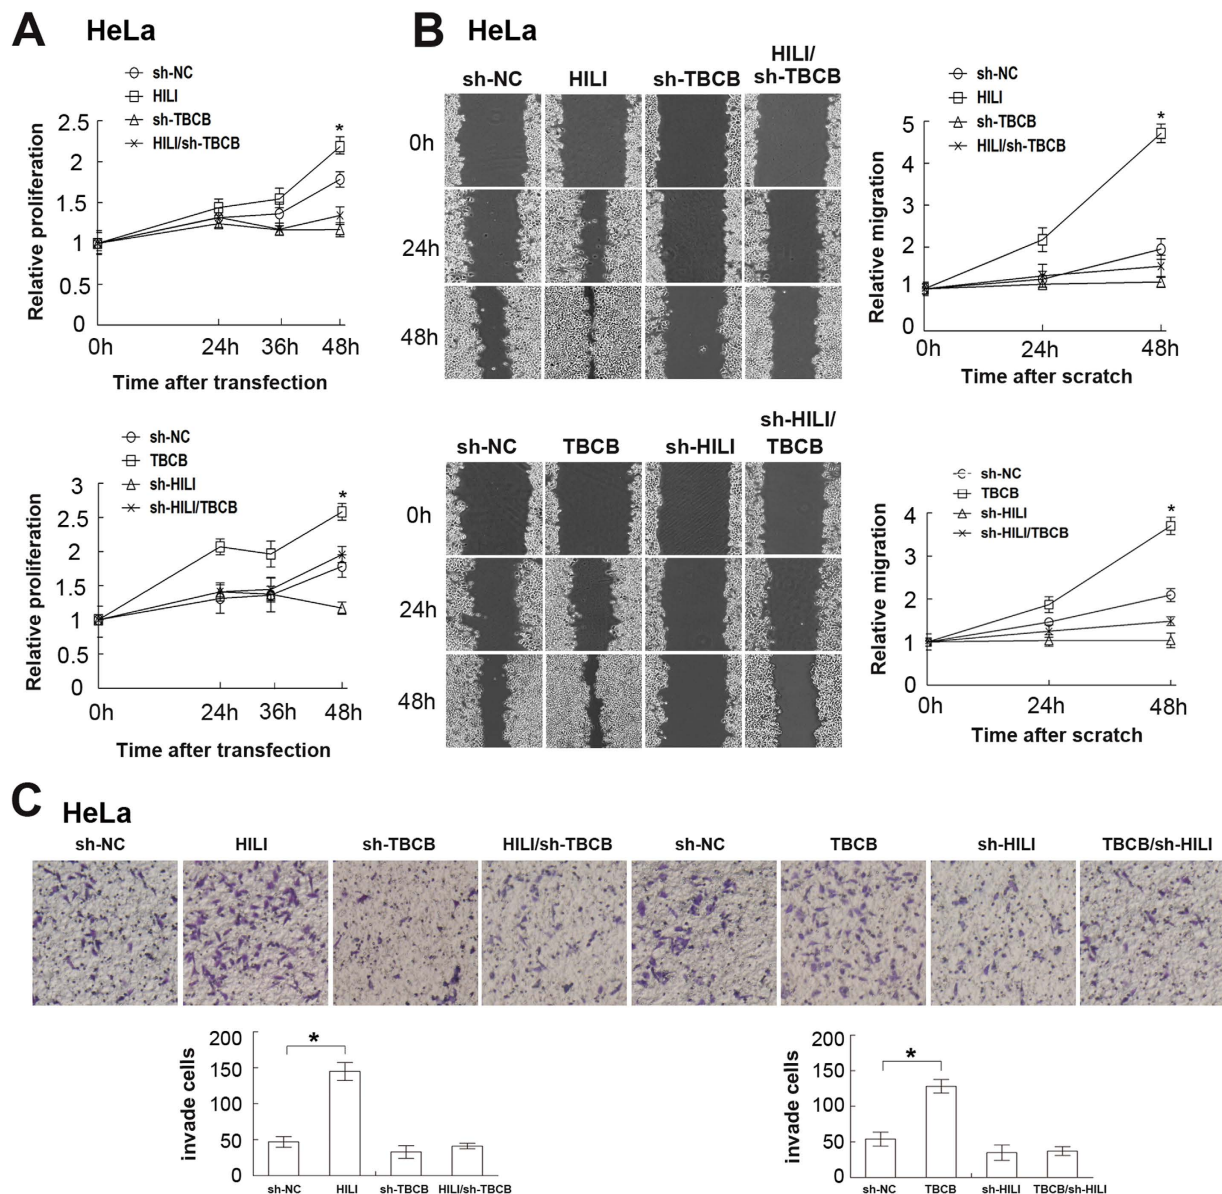 A HeLa
sh-NC
HILI
sh-TBCB
HILI/sh-TBCB
Relative proliferation
2.5
2
1.5
1
0.5
0
0h 24h 36h 48h
*
Time after transfection
sh-NC
TBCB
sh-HILI
sh-HILI/TBCB
Relative proliferation
3
2.5
2
1.5
1
0.5
0
0h 24h 36h 48h
*
Time after transfection
B HeLa
sh-NC HILI sh-TBCB HILI/
sh-TBCB
0h
24h
48h
sh-NC
HILI
sh-TBCB
HILI/sh-TBCB
Relative migration
5
4
3
2
1
0
0h 24h 48h
*
Time after scratch
sh-NC TBCB sh-HILI sh-HILI/
TBCB
0h
24h
48h
sh-NC
TBCB
sh-HILI
sh-HILI/TBCB
Relative migration
4
3
2
1
0
0h 24h 48h
*
Time after scratch
C HeLa
sh-NC HILI sh-TBCB HILI/sh-TBCB sh-NC TBCB sh-HILI TBCB/sh-HILI
invade cells
200
150
100
50
0
*
sh-NC HILI sh-TBCB HILI/sh-TBCB
invade cells
200
150
100
50
0
*
sh-NC TBCB sh-HILI TBCB/sh-HILI